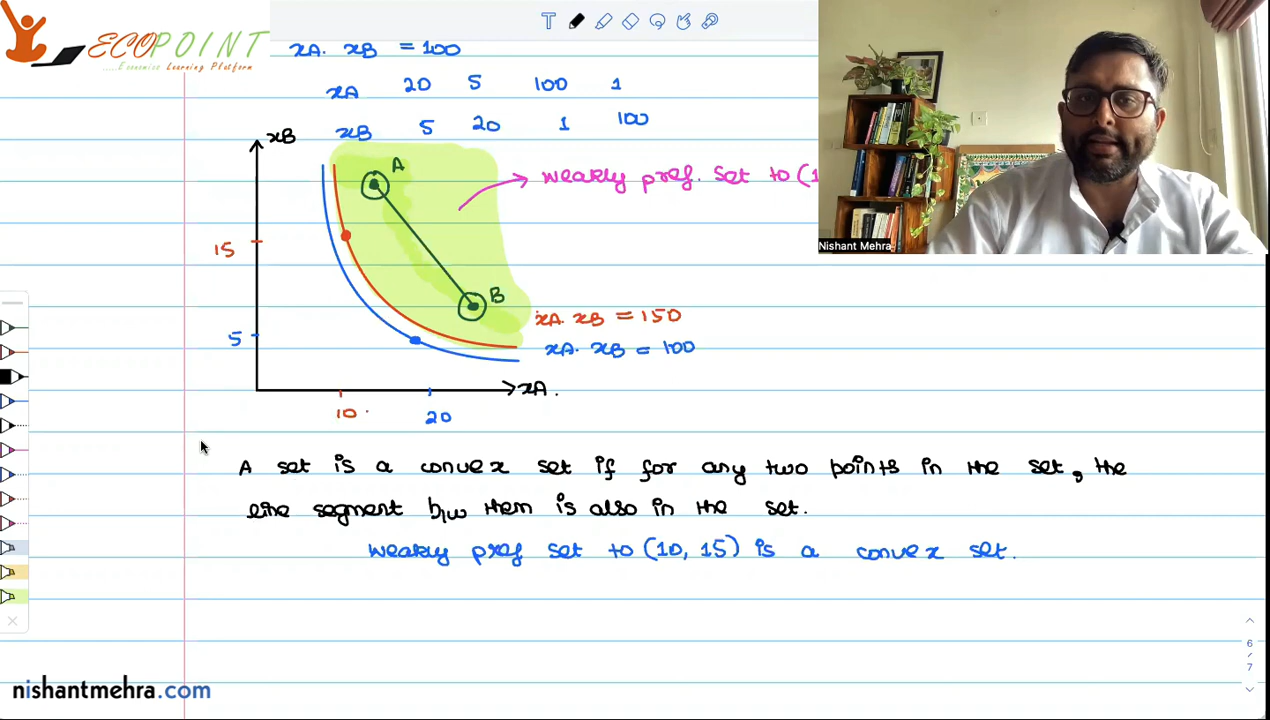 ECOPOINT
.....Economics Learning Platform
xA. xB = 100
xA 20 5 100 1
xB 5 20 1 100
xB
A
weakly pref. set to (1
15
B
xA. xB = 150
5
xA. xB = 100
xA.
10
20
A set is a convex set if for any two points in the set, the
line segment b/w them is also in the set.
weakly pref set to (10, 15) is a convex set.
Nishant Mehra
T
6
/
7
nishantmehra.com